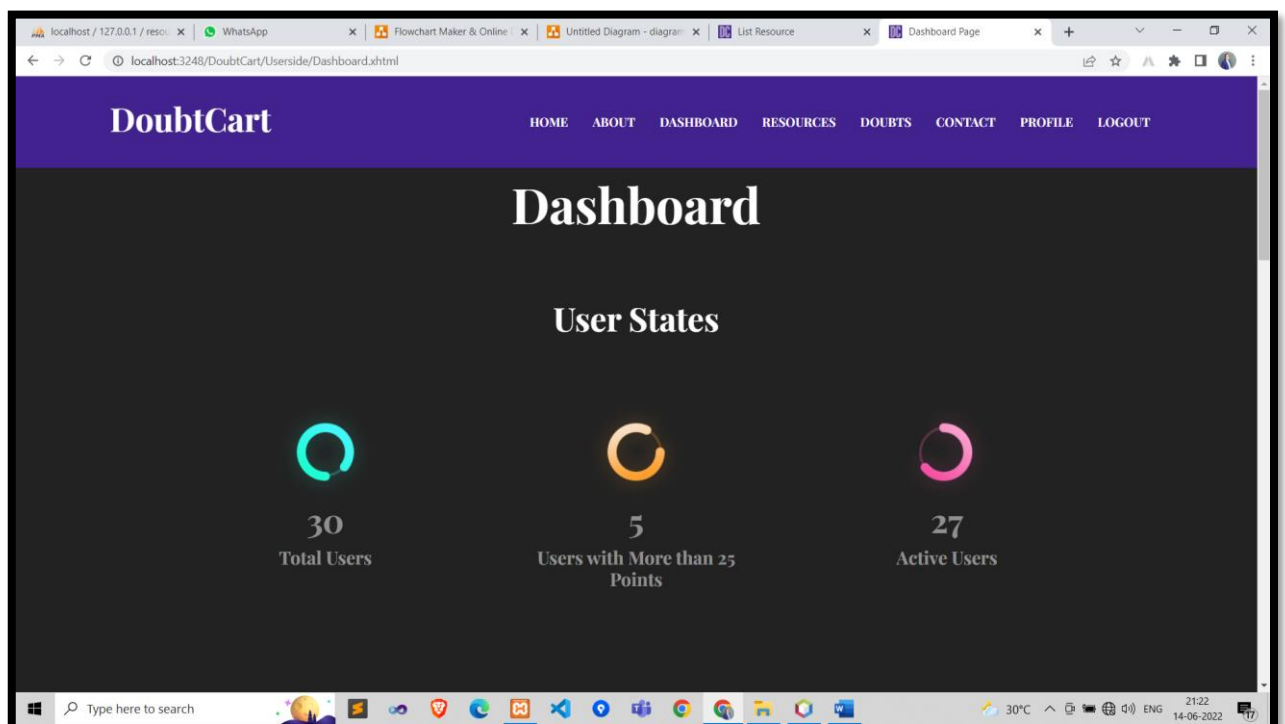 localhost / 127.0.0.1 / resou
WhatsApp
Flowchart Maker & Online
Untitled Diagram - diagram
List Resource
Dashboard Page
localhost:3248/DoubtCart/Userside/Dashboard.xhtml
DoubtCart
HOME ABOUT DASHBOARD RESOURCES DOUBTS CONTACT PROFILE LOGOUT
Dashboard
User States
30
Total Users
5
Users with More than 25
Points
27
Active Users
Type here to search
30°C
ENG
21:22
14-06-2022
17